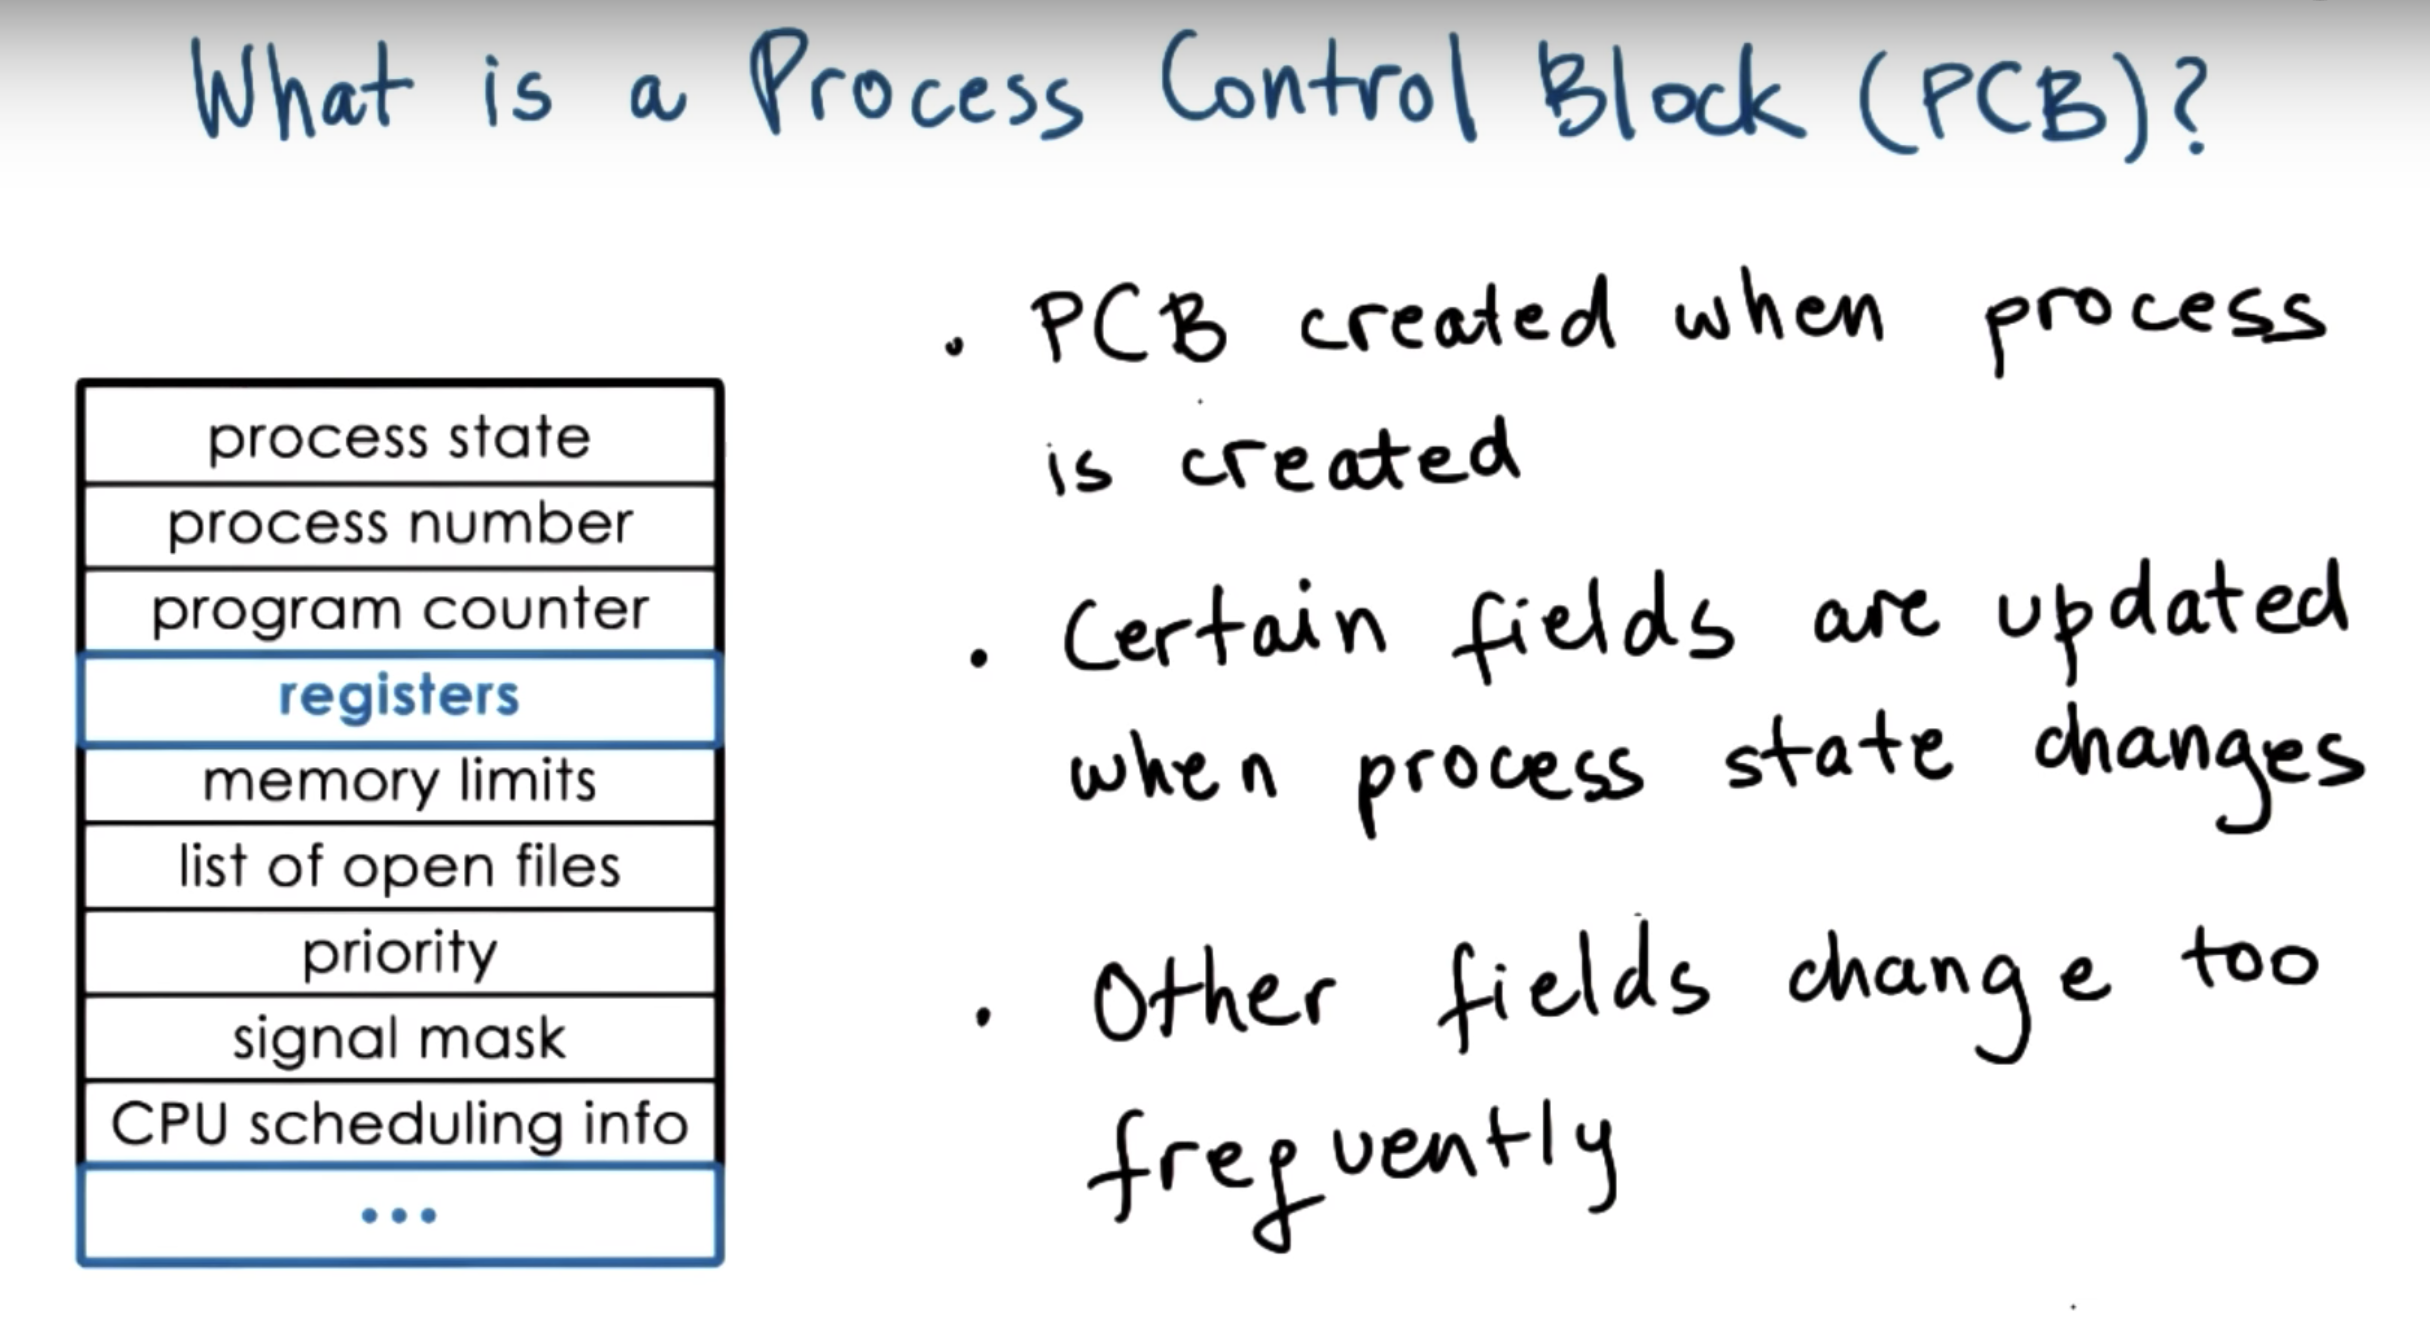 What is a Process Control Block (PCB)?
process state
process number
program counter
registers
memory limits
list of open files
priority
signal mask
CPU scheduling info
...
• PCB created when process
is created
• Certain fields are updated
when process state changes
• Other fields change too
frequently